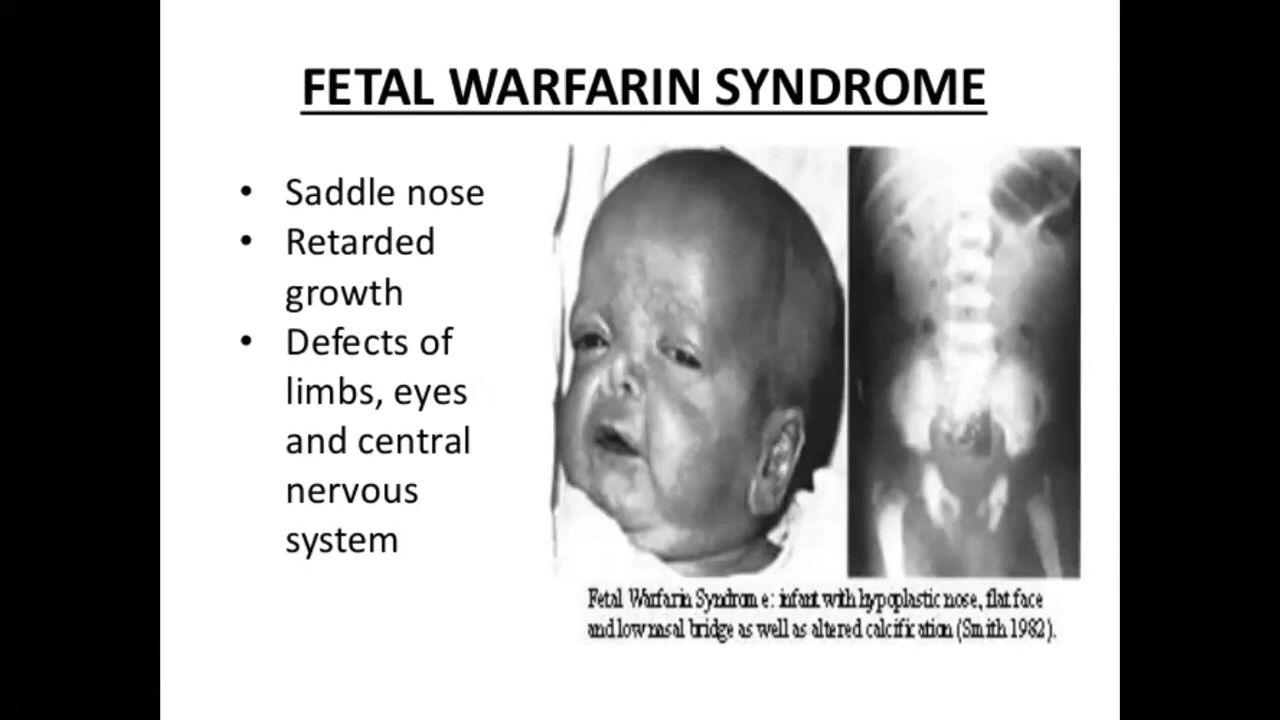 FETAL WARFARIN SYNDROME
• Saddle nose
• Retarded
growth
• Defects of
limbs, eyes
and central
nervous
system
Fetal Warfarin Syndrome: infant with hypoplastic nose, flat face
and low nasal bridge as well as altered calcification (Smith 1982).